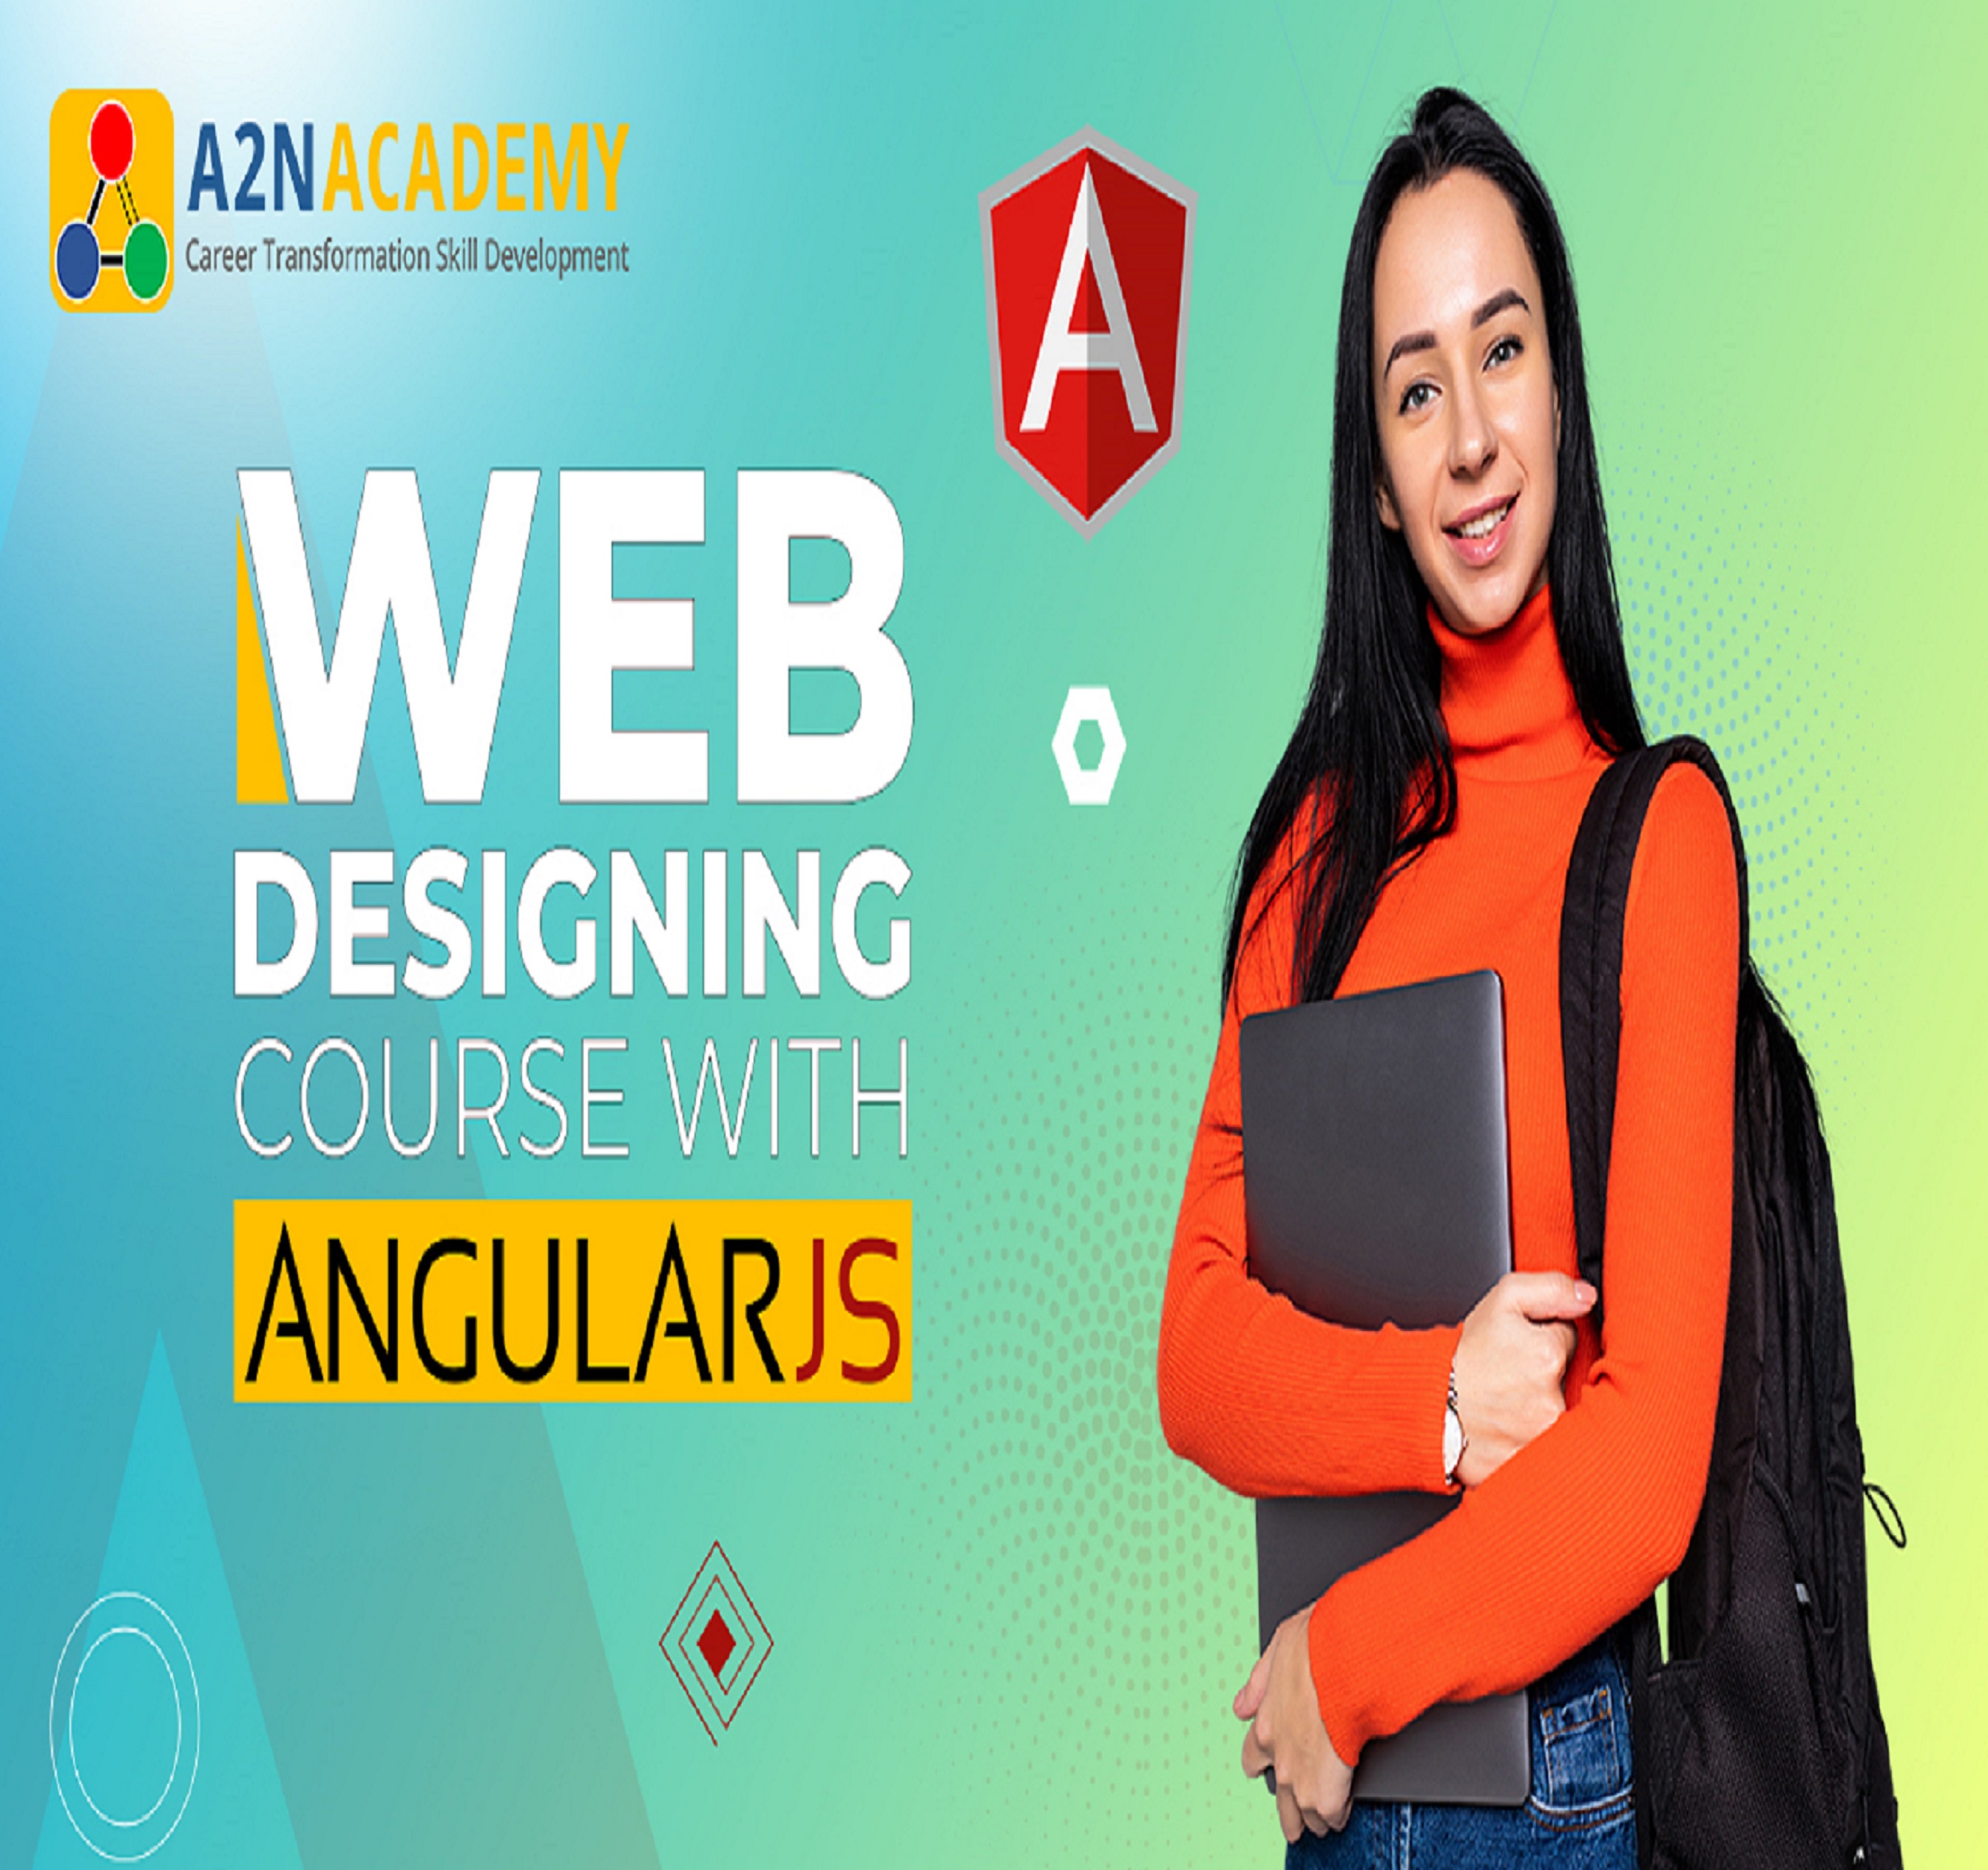 A2NACADEMY
Career Transformation Skill Development
WEB
DESIGNING
COURSE WITH
ANGULARJS